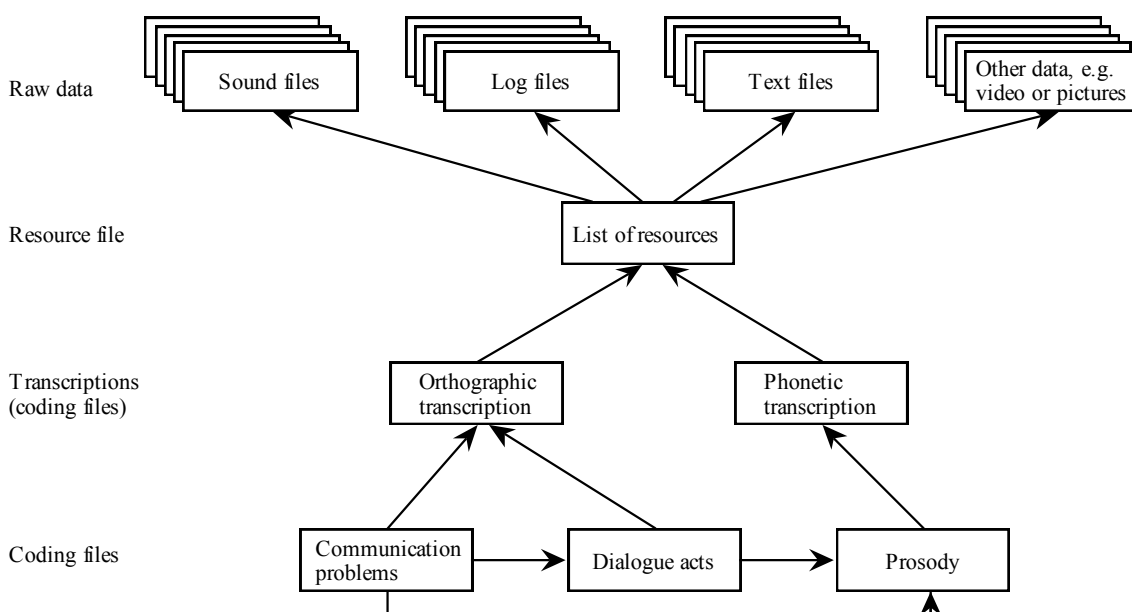 Raw data
Sound files
Log files
Text files
Other data, e.g.
video or pictures
Resource file
List of resources
Transcriptions
(coding files)
Orthographic
transcription
Phonetic
transcription
Coding files
Communication
problems
Dialogue acts
Prosody